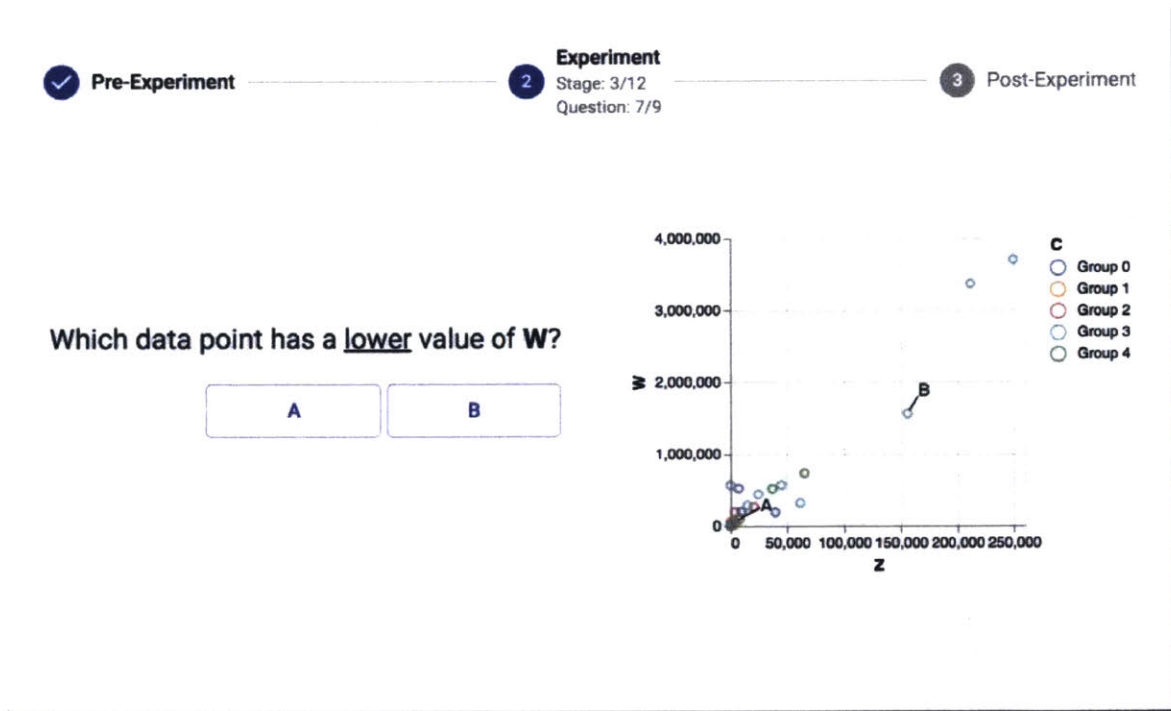 Pre-Experiment
2
Experiment
Stage: 3/12
Question: 7/9
3
Post-Experiment
Which data point has a lower value of W?
A
B
4,000,000
3,000,000
2,000,000
1,000,000
0
W
B
A
0
50,000
100,000
150,000
200,000
250,000
Z
C
Group 0
Group 1
Group 2
Group 3
Group 4